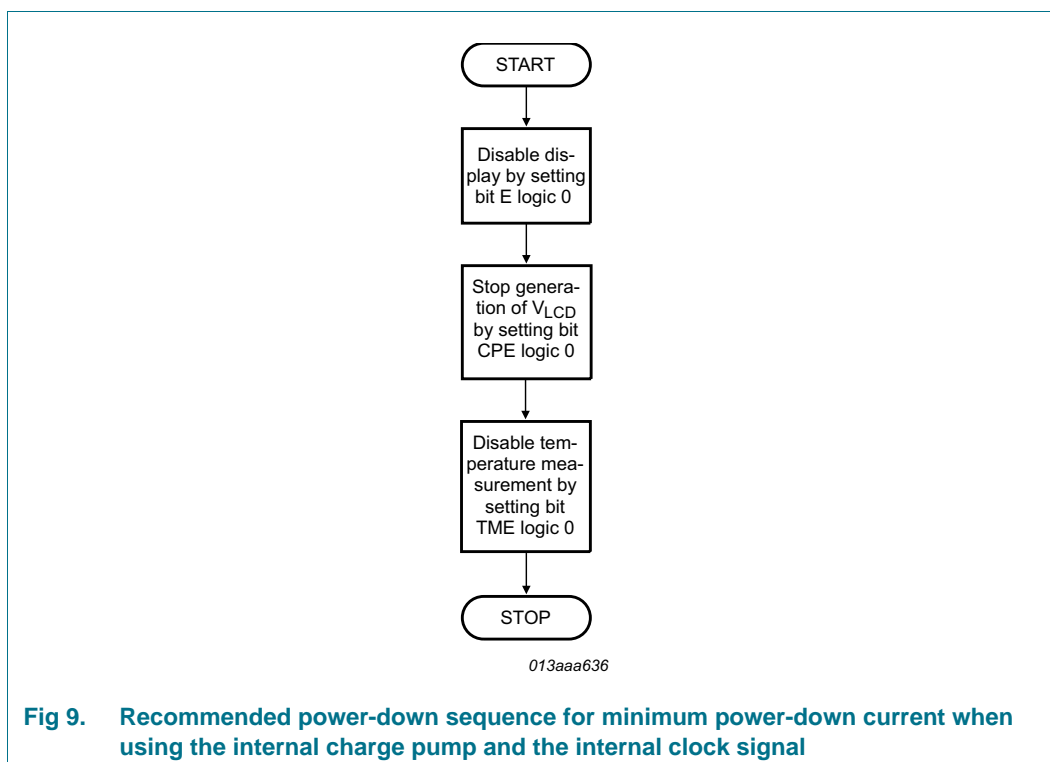 START
Disable dis-
play by setting
bit E logic 0
Stop genera-
tion of VLCD
by setting bit
CPE logic 0
Disable tem-
perature mea-
surement by
setting bit
TME logic 0
STOP
013aaa636
Fig 9. Recommended power-down sequence for minimum power-down current when
using the internal charge pump and the internal clock signal